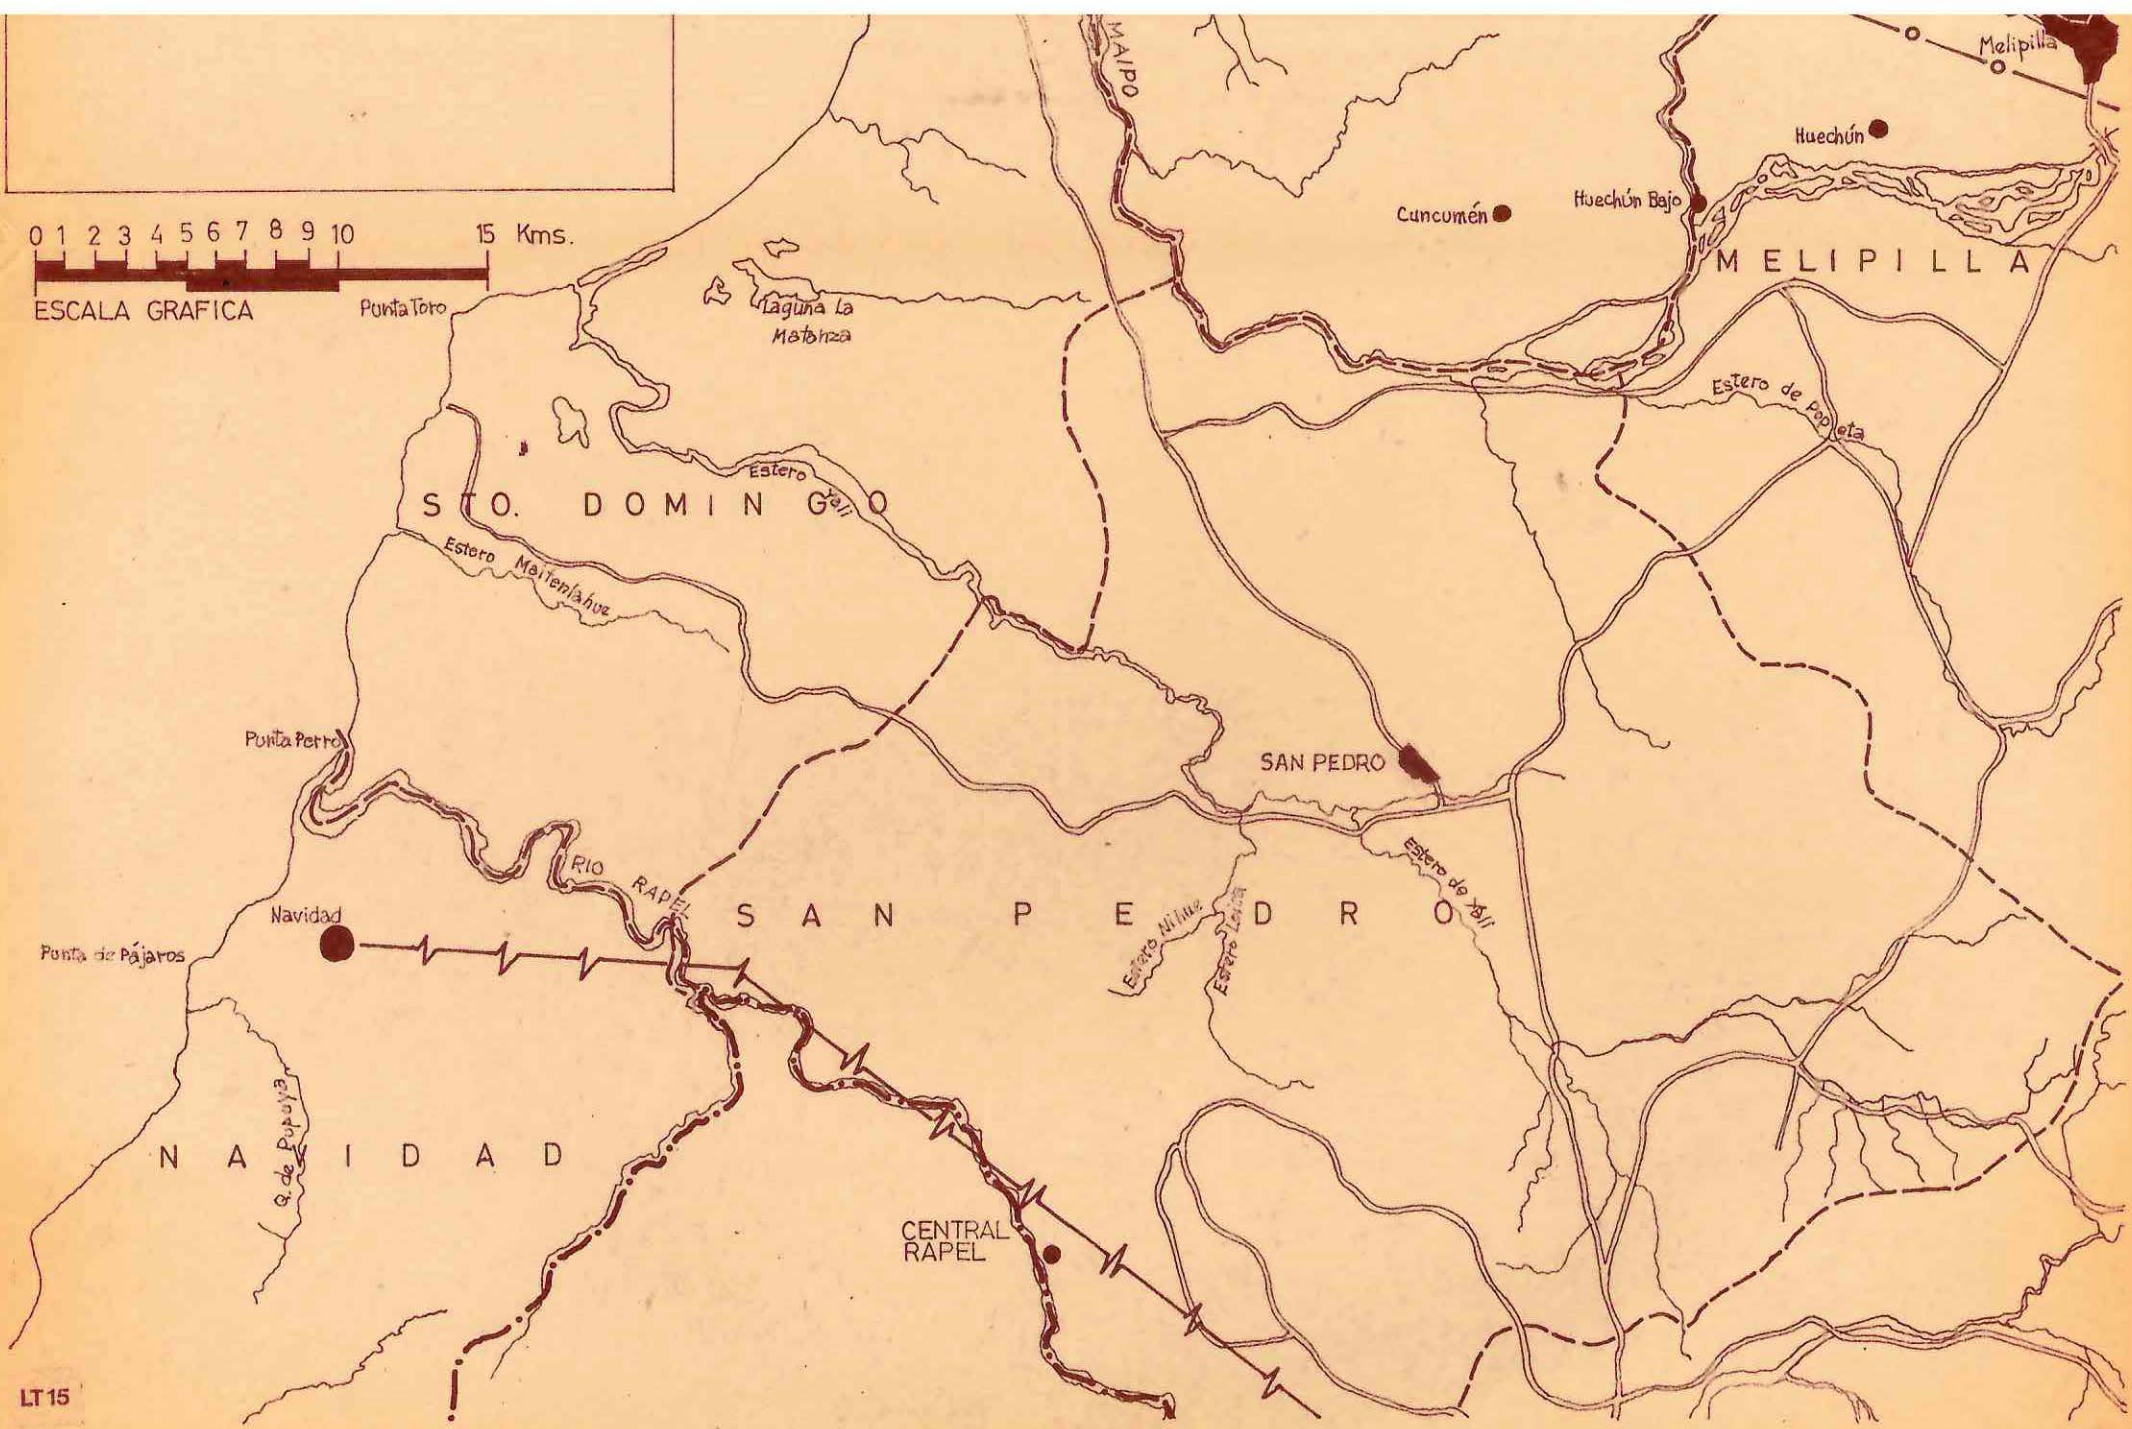 MAIPO
Melipilla
Huechún
Cuncumén
Huechún Bajo
0 1 2 3 4 5 6 7 8 9 10 15 Kms.
ESCALA GRAFICA
Punta Toro
MELIPILLA
Laguna La
Matanza
Estero de Popeta
Estero Yali
STO. DOMINGO
Estero Maitenlahue
Punta Perro
SAN PEDRO
RIO RAPEL
Estero de Yali
Navidad
SAN PEDRO
Estero Nihue
Estero Loica
Punta de Pájaros
Q. de Pupuya
NAVIDAD
CENTRAL
RAPEL
LT15